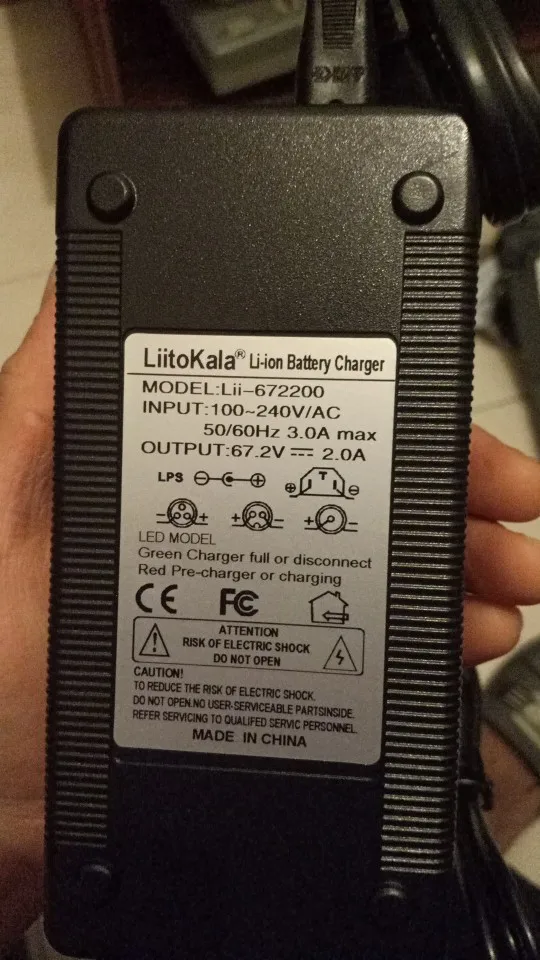 LiitoKala® Li-ion Battery Charger
MODEL:Lii-672200
INPUT:100~240V/AC
50/60Hz 3.0A max
OUTPUT:67.2V⎓2.0A
LPS
LED MODEL
Green Charger full or disconnect
Red Pre-charger or charging
CE FC
ATTENTION
RISK OF ELECTRIC SHOCK
DO NOT OPEN
CAUTION!
TO REDUCE THE RISK OF ELECTRIC SHOCK.
DO NOT OPEN.NO USER-SERVICEABLE PARTSINSIDE.
REFER SERVICING TO QUALIFED SERVIC PERSONNEL.
MADE IN CHINA